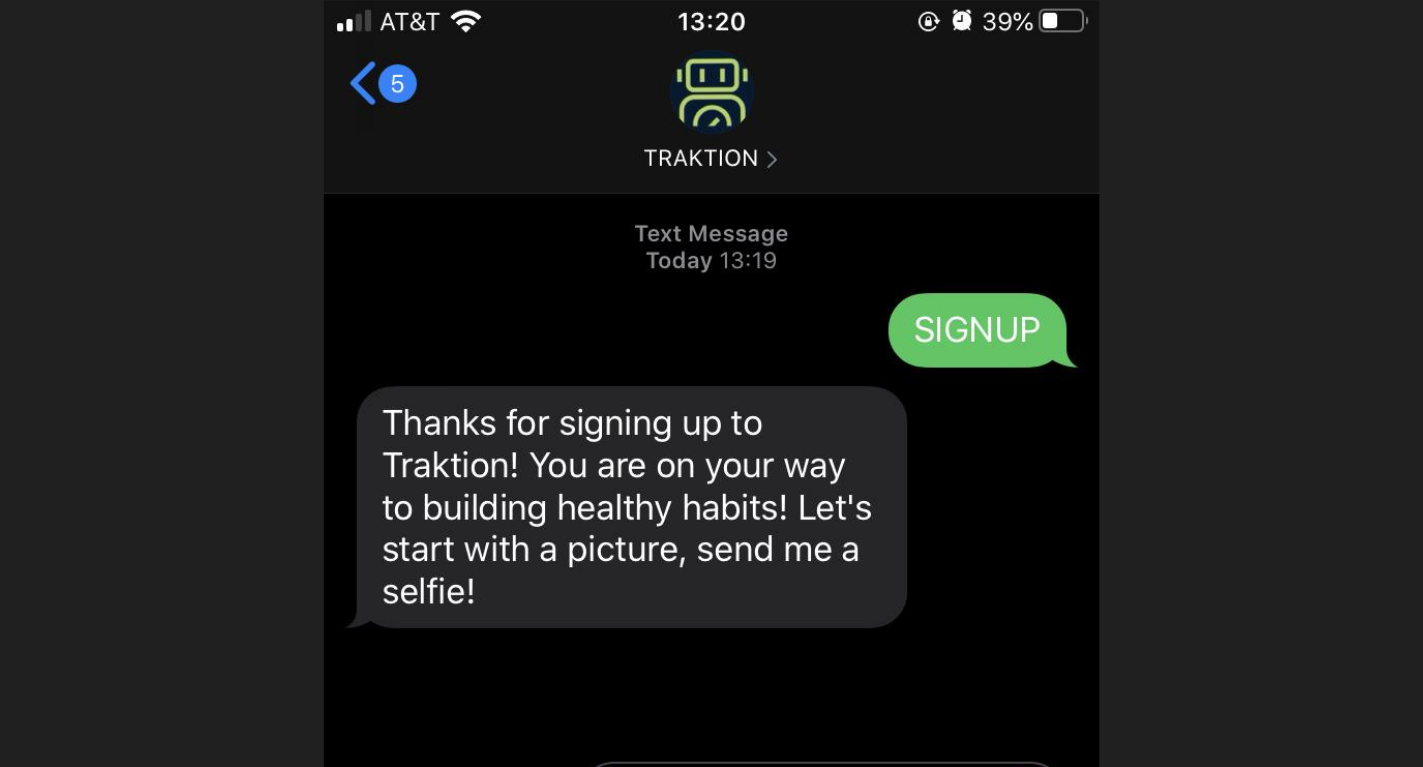 AT&T 13:20 39%
5
TRAKTION
Text Message
Today 13:19
SIGNUP
Thanks for signing up to
Traktion! You are on your way
to building healthy habits! Let's
start with a picture, send me a
selfie!